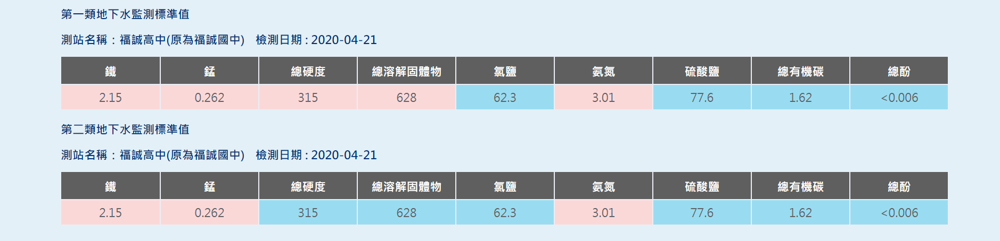 第一類地下水監測標準值
測站名稱：福誠高中(原為福誠國中) 檢測日期 : 2020-04-21
鐵 錳 總硬度 總溶解固體物 氯鹽 氨氮 硫酸鹽 總有機碳 總酚
2.15 0.262 315 628 62.3 3.01 77.6 1.62 <0.006
第二類地下水監測標準值
測站名稱：福誠高中(原為福誠國中) 檢測日期 : 2020-04-21
鐵 錳 總硬度 總溶解固體物 氯鹽 氨氮 硫酸鹽 總有機碳 總酚
2.15 0.262 315 628 62.3 3.01 77.6 1.62 <0.006